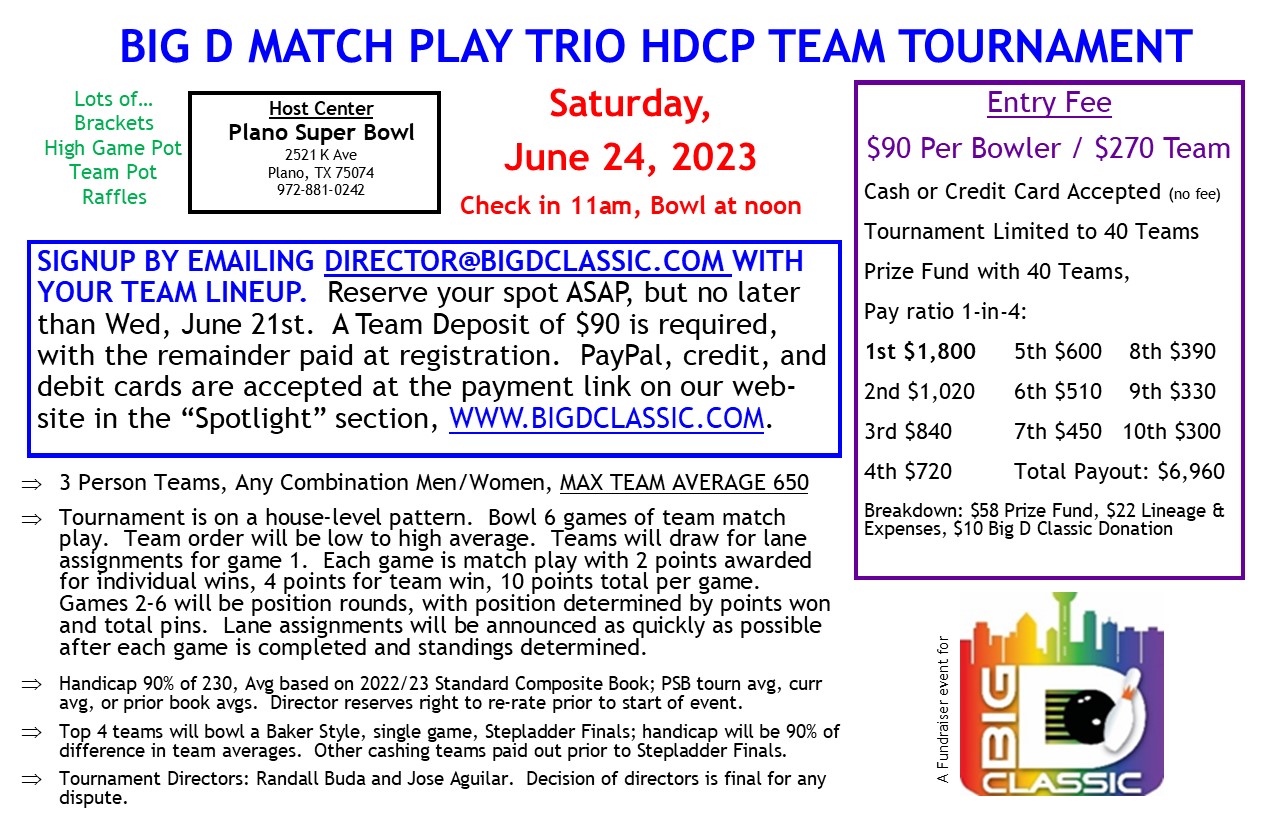 BIG D MATCH PLAY TRIO HDCP TEAM TOURNAMENT
Lots of…
Brackets
High Game Pot
Team Pot
Raffles
Host Center
Plano Super Bowl
2521 K Ave
Plano, TX 75074
972-881-0242
Saturday,
June 24, 2023
Check in 11am, Bowl at noon
Entry Fee
$90 Per Bowler / $270 Team
Cash or Credit Card Accepted (no fee)
Tournament Limited to 40 Teams
Prize Fund with 40 Teams,
Pay ratio 1-in-4:
1st $1,800 5th $600 8th $390
2nd $1,020 6th $510 9th $330
3rd $840 7th $450 10th $300
4th $720 Total Payout: $6,960
Breakdown: $58 Prize Fund, $22 Lineage &
Expenses, $10 Big D Classic Donation
SIGNUP BY EMAILING DIRECTOR@BIGDCLASSIC.COM WITH
YOUR TEAM LINEUP. Reserve your spot ASAP, but no later
than Wed, June 21st. A Team Deposit of $90 is required,
with the remainder paid at registration. PayPal, credit, and
debit cards are accepted at the payment link on our web-
site in the “Spotlight” section, WWW.BIGDCLASSIC.COM.
⇒ 3 Person Teams, Any Combination Men/Women, MAX TEAM AVERAGE 650
⇒ Tournament is on a house-level pattern. Bowl 6 games of team match
play. Team order will be low to high average. Teams will draw for lane
assignments for game 1. Each game is match play with 2 points awarded
for individual wins, 4 points for team win, 10 points total per game.
Games 2-6 will be position rounds, with position determined by points won
and total pins. Lane assignments will be announced as quickly as possible
after each game is completed and standings determined.
⇒ Handicap 90% of 230, Avg based on 2022/23 Standard Composite Book; PSB tourn avg, curr
avg, or prior book avgs. Director reserves right to re-rate prior to start of event.
⇒ Top 4 teams will bowl a Baker Style, single game, Stepladder Finals; handicap will be 90% of
difference in team averages. Other cashing teams paid out prior to Stepladder Finals.
⇒ Tournament Directors: Randall Buda and Jose Aguilar. Decision of directors is final for any
dispute.
A Fundraiser event for
BIG
D
CLASSIC